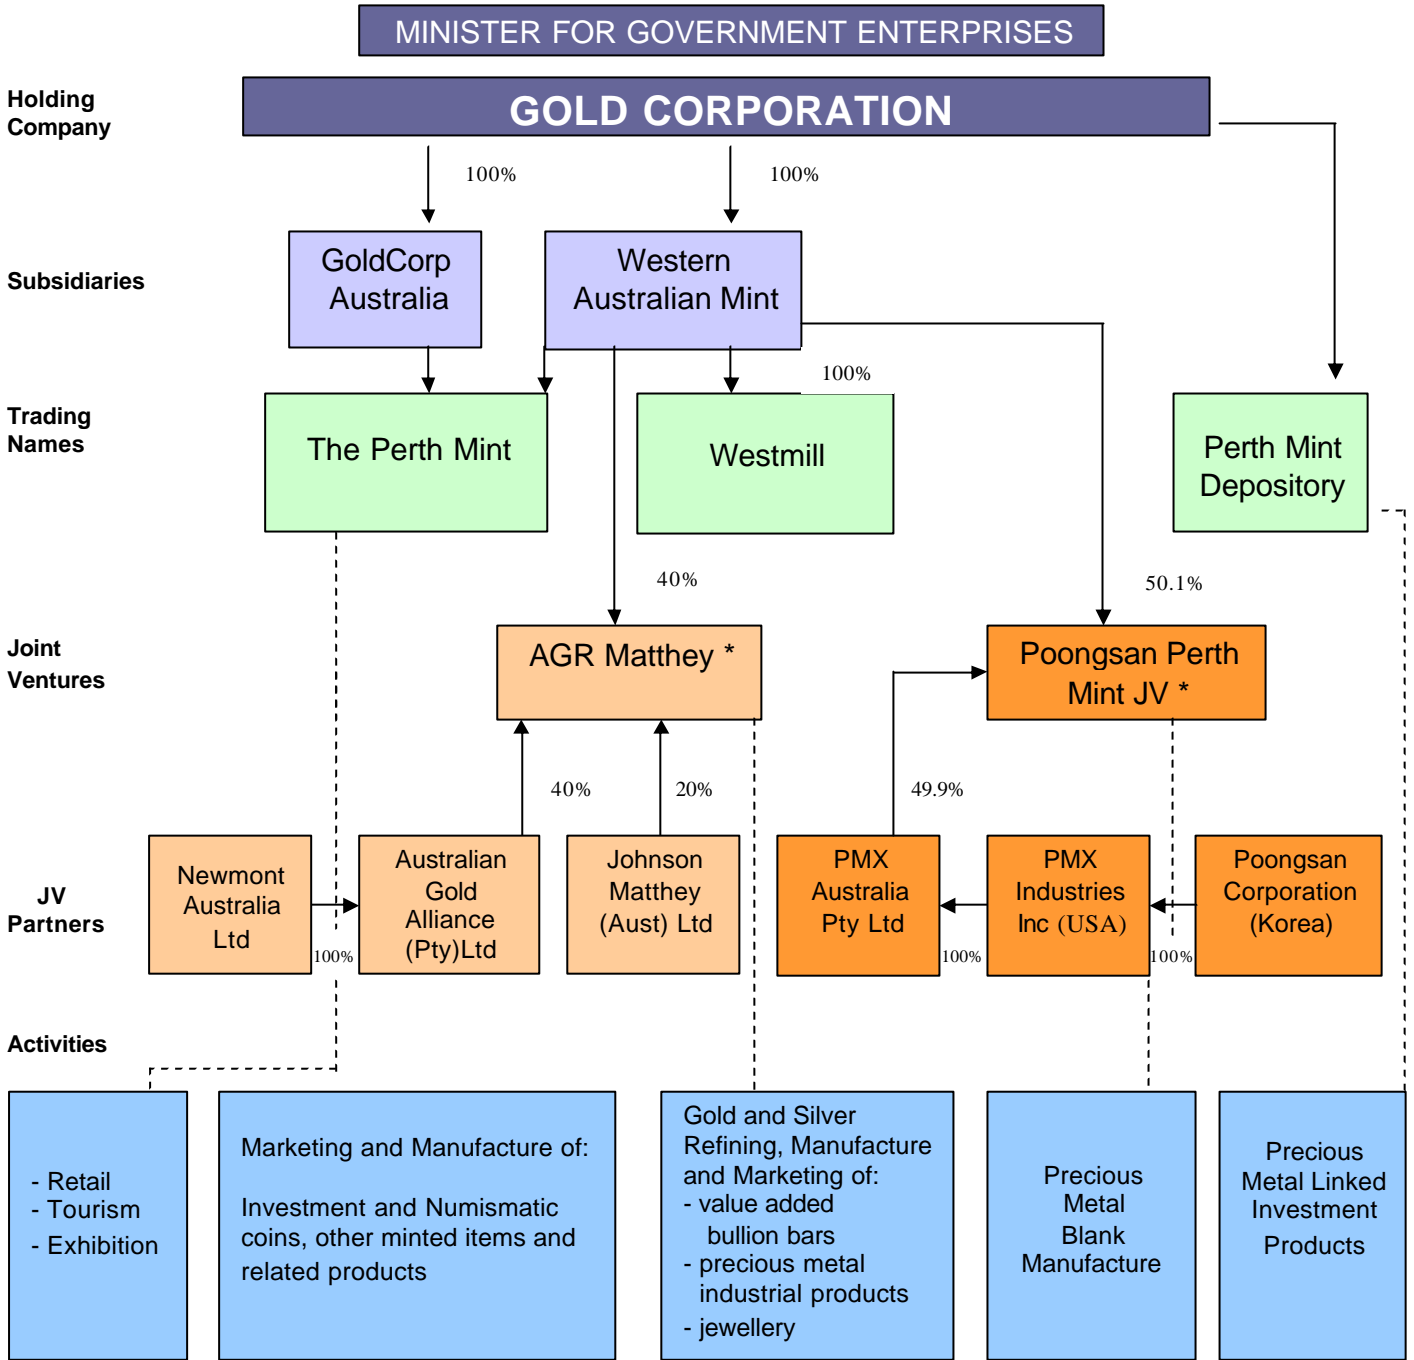 MINISTER FOR GOVERNMENT ENTERPRISES
Holding
Company
GOLD CORPORATION
100%
100%
Subsidiaries
GoldCorp
Australia
Western
Australian Mint
100%
Trading
Names
The Perth Mint
Westmill
Perth Mint
Depository
40%
50.1%
Joint
Ventures
AGR Matthey *
Poongsan Perth
Mint JV *
40%
20%
49.9%
JV
Partners
Newmont
Australia
Ltd
100%
Australian
Gold
Alliance
(Pty)Ltd
Johnson
Matthey
(Aust) Ltd
PMX
Australia
Pty Ltd
100%
PMX
Industries
Inc (USA)
100%
Poongsan
Corporation
(Korea)
Activities
- Retail
- Tourism
- Exhibition
Marketing and Manufacture of:
Investment and Numismatic
coins, other minted items and
related products
Gold and Silver
Refining, Manufacture
and Marketing of:
- value added
bullion bars
- precious metal
industrial products
- jewellery
Precious
Metal
Blank
Manufacture
Precious
Metal Linked
Investment
Products